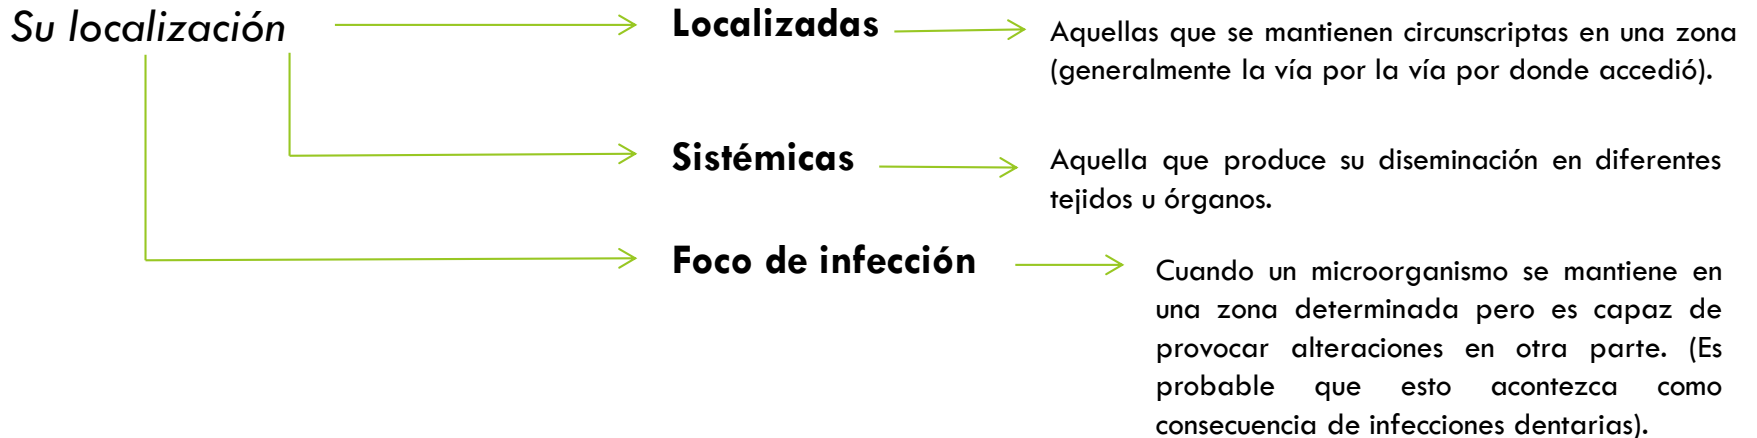 Su localización
Localizadas
Aquellas que se mantienen circunscriptas en una zona
(generalmente la vía por la vía por donde accedió).
Sistémicas
Aquella que produce su diseminación en diferentes
tejidos u órganos.
Foco de infección
Cuando un microorganismo se mantiene en
una zona determinada pero es capaz de
provocar alteraciones en otra parte. (Es
probable que esto acontezca como
consecuencia de infecciones dentarias).